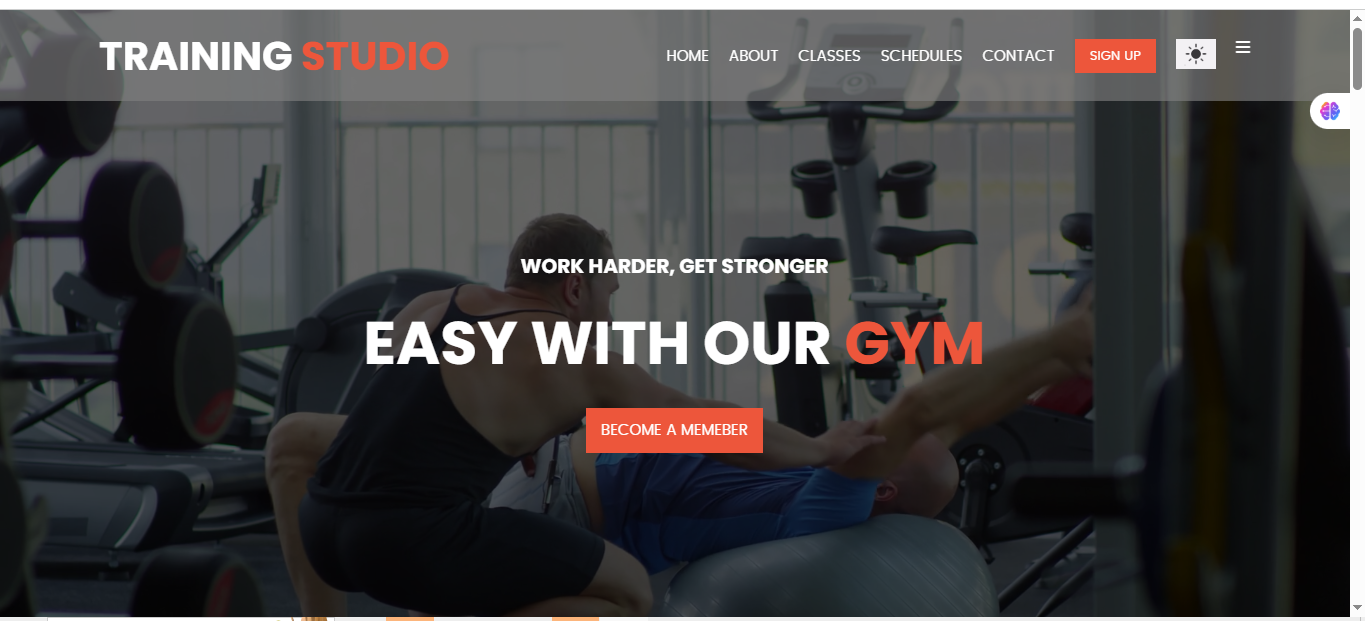 TRAINING STUDIO
HOME ABOUT CLASSES SCHEDULES CONTACT SIGN UP
WORK HARDER, GET STRONGER
EASY WITH OUR GYM
BECOME A MEMEBER